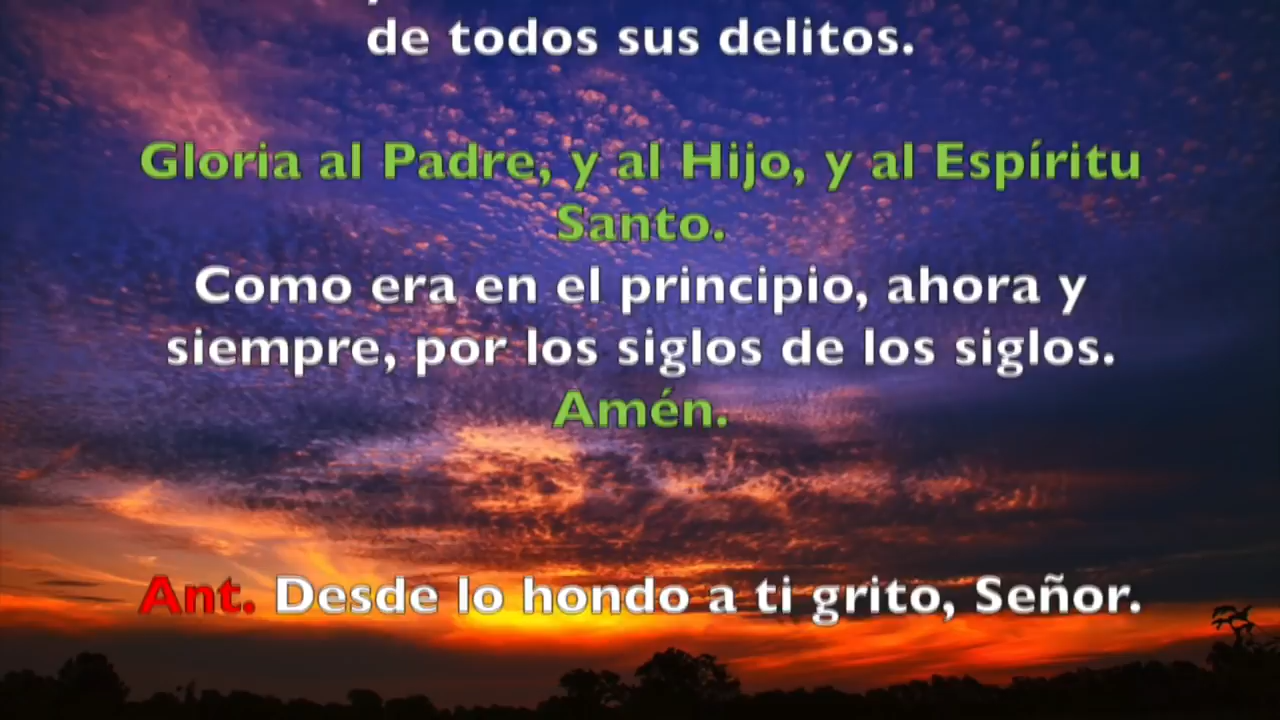 de todos sus delitos.
Gloria al Padre, y al Hijo, y al Espíritu
Santo.
Como era en el principio, ahora y
siempre, por los siglos de los siglos.
Amén.
Ant. Desde lo hondo a ti grito, Señor.